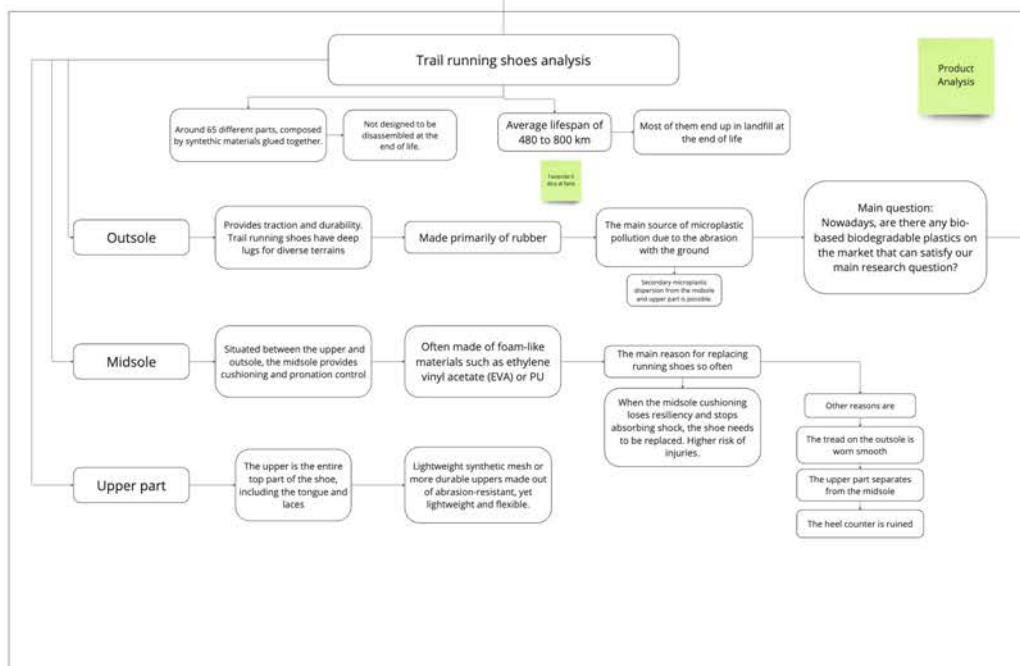 Trail running shoes analysis
Product
Analysis
Around 65 different parts, composed
by syntethic materials glued together.
Not designed to be
disassembled at the
end of life.
Average lifespan of
480 to 800 km
Most of them end up in landfill at
the end of life
Outsole
Provides traction and durability.
Trail running shoes have deep
lugs for diverse terrains
Made primarily of rubber
The main source of microplastic
pollution due to the abrasion
with the ground
Secondary microplastic
dispersion from the midsole
and upper part is possible.
Main question:
Nowadays, are there any bio-
based biodegradable plastics on
the market that can satisfy our
main research question?
Midsole
Situated between the upper and
outsole, the midsole provides
cushioning and pronation control
Often made of foam-like
materials such as ethylene
vinyl acetate (EVA) or PU
The main reason for replacing
running shoes so often
When the midsole cushioning
loses resiliency and stops
absorbing shock, the shoe needs
to be replaced. Higher risk of
injuries.
Other reasons are
The tread on the outsole is
worn smooth
The upper part separates
from the midsole
The heel counter is ruined
Upper part
The upper is the entire
top part of the shoe,
including the tongue and
laces
Lightweight synthetic mesh or
more durable uppers made out
of abrasion-resistant, yet
lightweight and flexible.